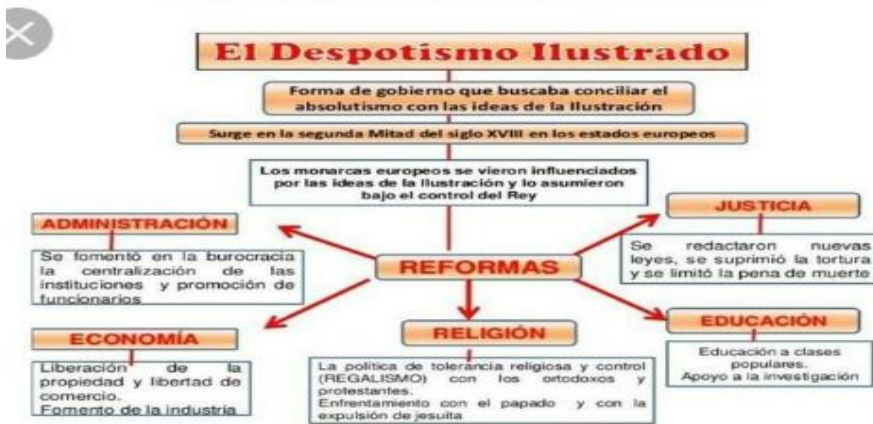 El Despotismo Ilustrado
Forma de gobierno que buscaba conciliar el
absolutismo con las ideas de la Ilustración
Surge en la segunda Mitad del siglo XVIII en los estados europeos
Los monarcas europeos se vieron influenciados
por las ideas de la Ilustración y lo asumieron
bajo el control del Rey
ADMINISTRACIÓN
Se fomentó en la burocracia
la centralización de las
instituciones y promoción de
funcionarios
REFORMAS
JUSTICIA
Se redactaron nuevas
leyes, se suprimió la tortura
y se limitó la pena de muerte
ECONOMÍA
Liberación de la
propiedad y libertad de
comercio.
Fomento de la industria
RELIGIÓN
La política de tolerancia religiosa y control
(REGALISMO) con los ortodoxos y
protestantes.
Enfrentamiento con el papado y con la
expulsión de jesuita
EDUCACIÓN
Educación a clases
populares.
Apoyo a la investigación